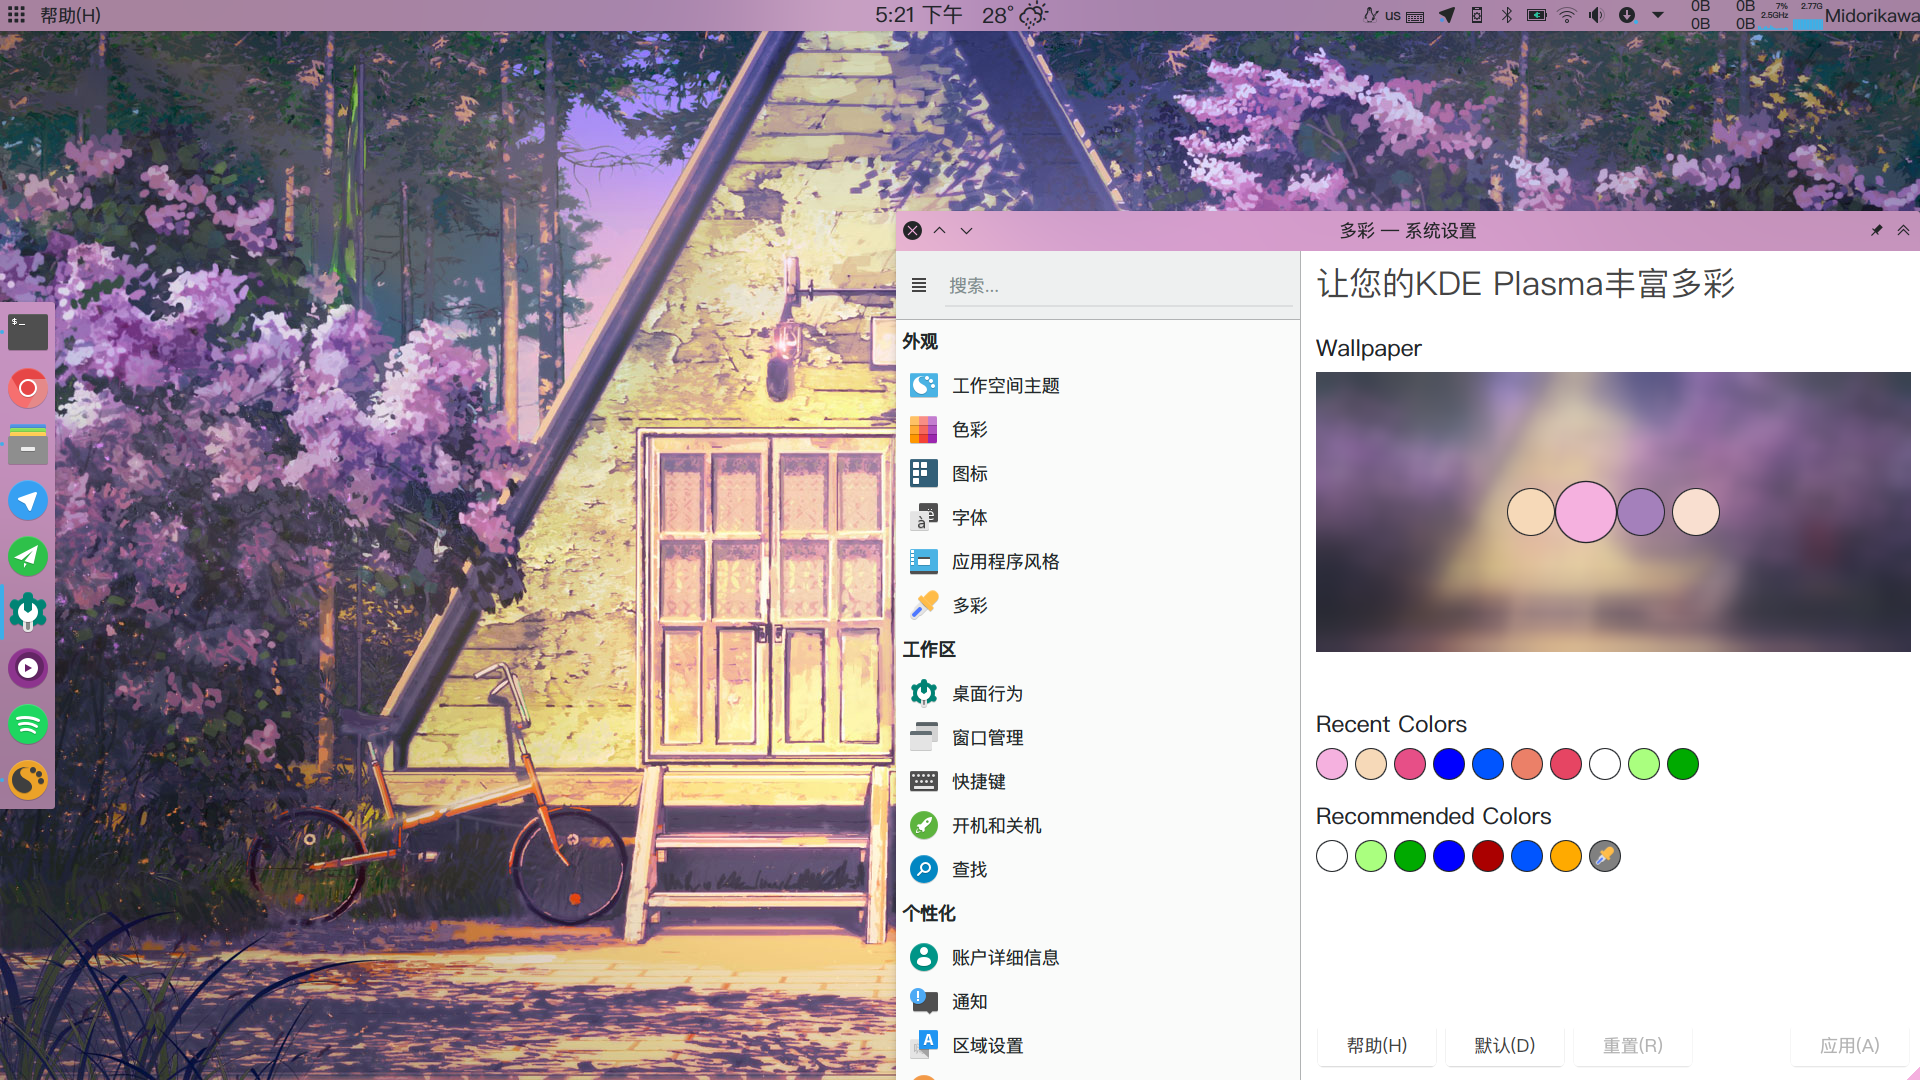 帮助(H)
5:21 下午 28°
us
0B
0B
0B
0B
7%
2.5GHz
2.77G
Midorikawa
多彩 — 系统设置
搜索...
外观
工作空间主题
色彩
图标
字体
应用程序风格
多彩
工作区
桌面行为
窗口管理
快捷键
开机和关机
查找
个性化
账户详细信息
通知
区域设置
让您的KDE Plasma丰富多彩
Wallpaper
Recent Colors
Recommended Colors
帮助(H)
默认(D)
重置(R)
应用(A)